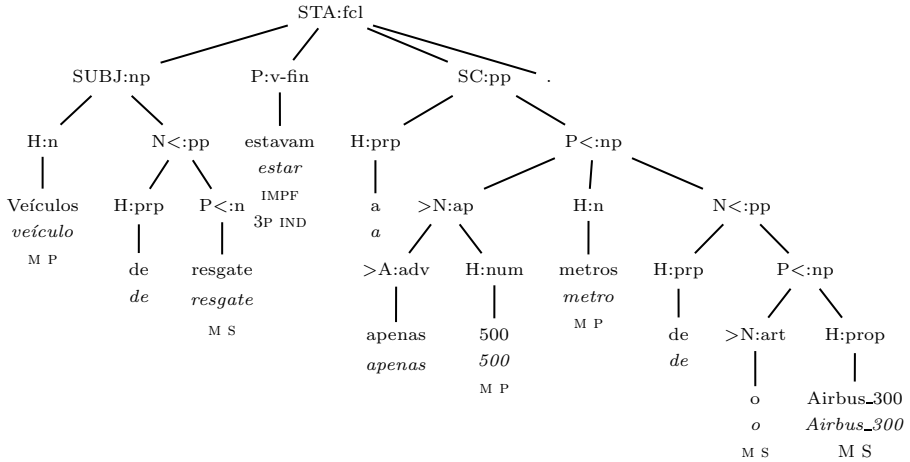 STA:fcl
SUBJ:np P:v-fin SC:pp .
H:n N<:pp estavam H:prp P<:np
estar
IMPF
3P IND
Veículos H:prp P<:n a >N:ap H:n N<:pp
veículo a
M P
de resgate >A:adv H:num metros H:prp P<:np
de resgate metro
M S M P
apenas 500 de >N:art H:prop
apenas 500 de
M P
o Airbus_300
o Airbus_300
M S M S